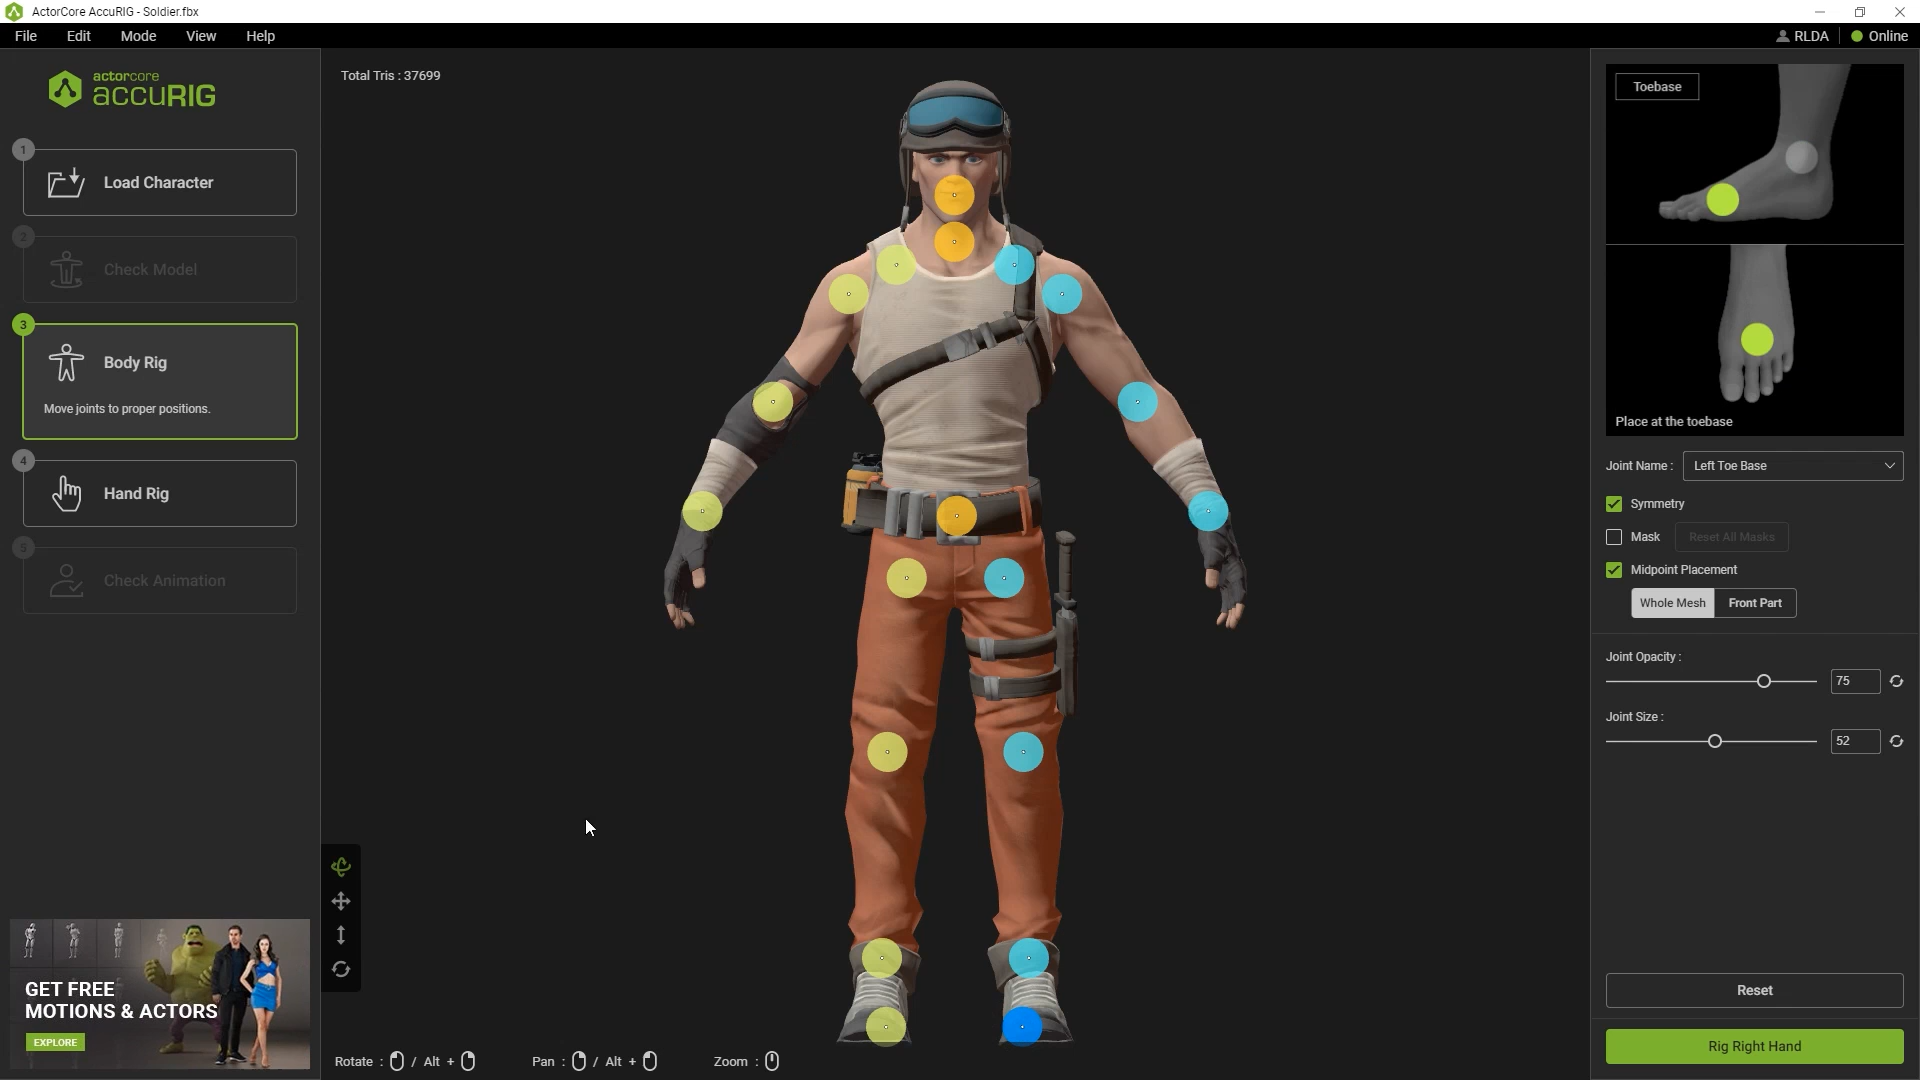 ActorCore AccuRIG - Soldier.fbx
File Edit Mode View Help
RLDA Online
actorcore
accuRIG
1
Load Character
2
Check Model
3
Body Rig
Move joints to proper positions.
4
Hand Rig
5
Check Animation
GET FREE
MOTIONS & ACTORS
EXPLORE
Total Tris : 37699
Rotate : / Alt + Pan : / Alt + Zoom :
Toebase
Place at the toebase
Joint Name : Left Toe Base
Symmetry
Mask Reset All Masks
Midpoint Placement
Whole Mesh Front Part
Joint Opacity :
75
Joint Size :
52
Reset
Rig Right Hand